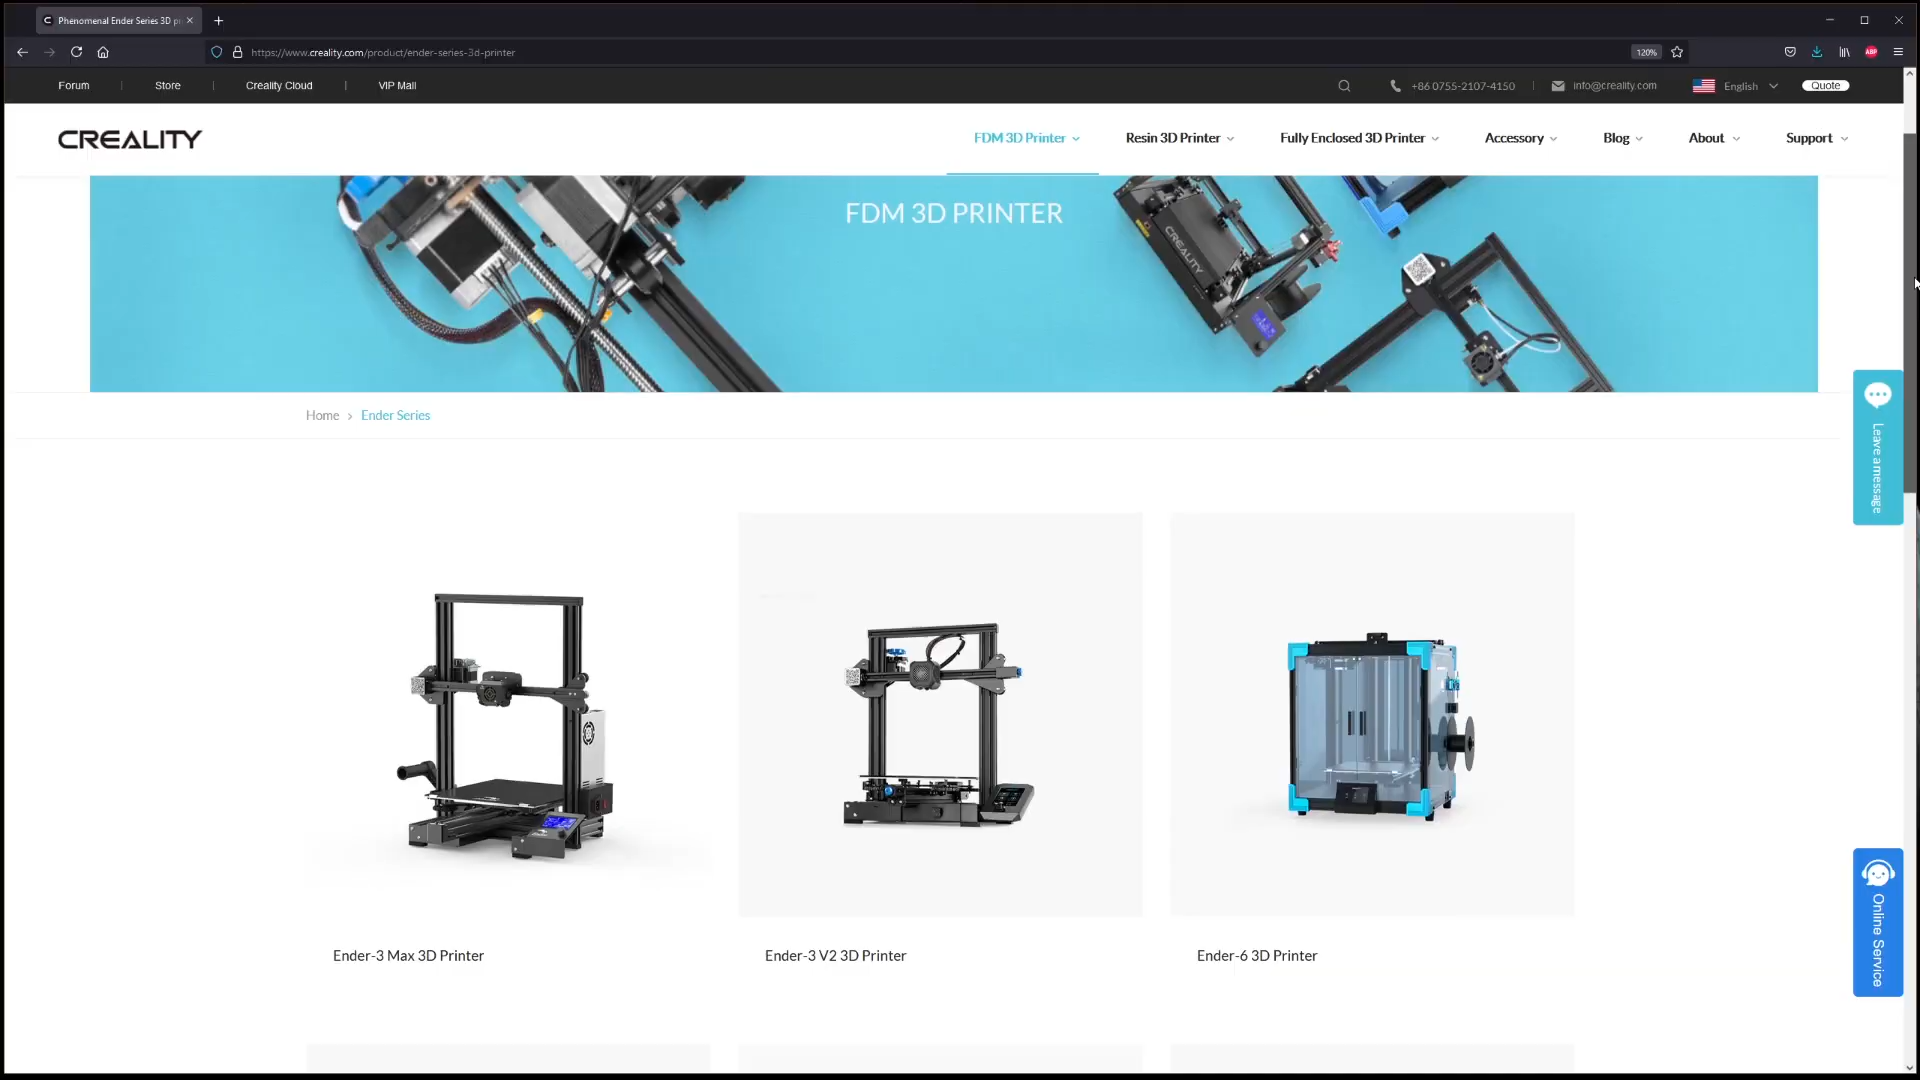 Phenomenal Ender Series 3D pr
https://www.creality.com/product/ender-series-3d-printer
120%
ABP
Forum
Store
Creality Cloud
VIP Mall
+86 0755-2107-4150
info@creality.com
English
Quote
CREALITY
FDM 3D Printer
Resin 3D Printer
Fully Enclosed 3D Printer
Accessory
Blog
About
Support
FDM 3D PRINTER
CREALITY
Home > Ender Series
Leave a message
Ender-3 Max 3D Printer
Ender-3 V2 3D Printer
Ender-6 3D Printer
Online Service